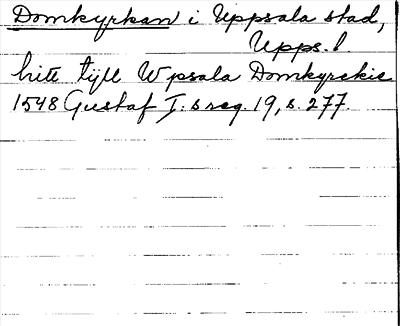 Domkyrkan i Uppsala stad,
Upps. l.
hitt tijll Wpsala Domkyrckie
1548 Gustaf I:s reg. 19, s. 277.